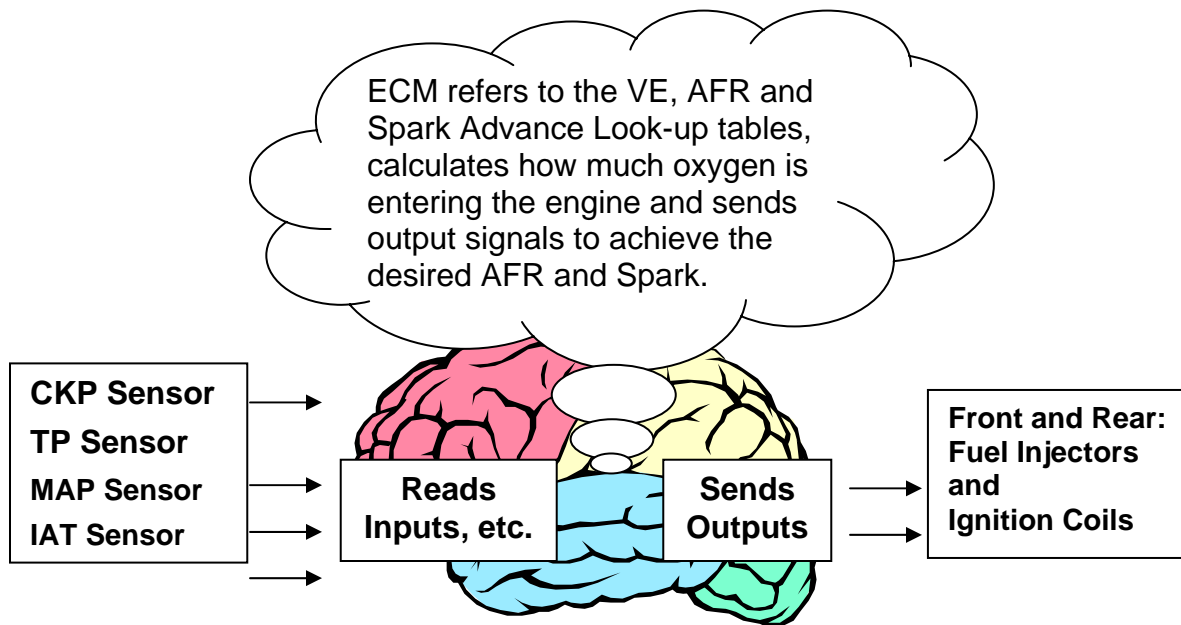 ECM refers to the VE, AFR and
Spark Advance Look-up tables,
calculates how much oxygen is
entering the engine and sends
output signals to achieve the
desired AFR and Spark.
CKP Sensor
TP Sensor
MAP Sensor
IAT Sensor
Reads
Inputs, etc.
Sends
Outputs
Front and Rear:
Fuel Injectors
and
Ignition Coils